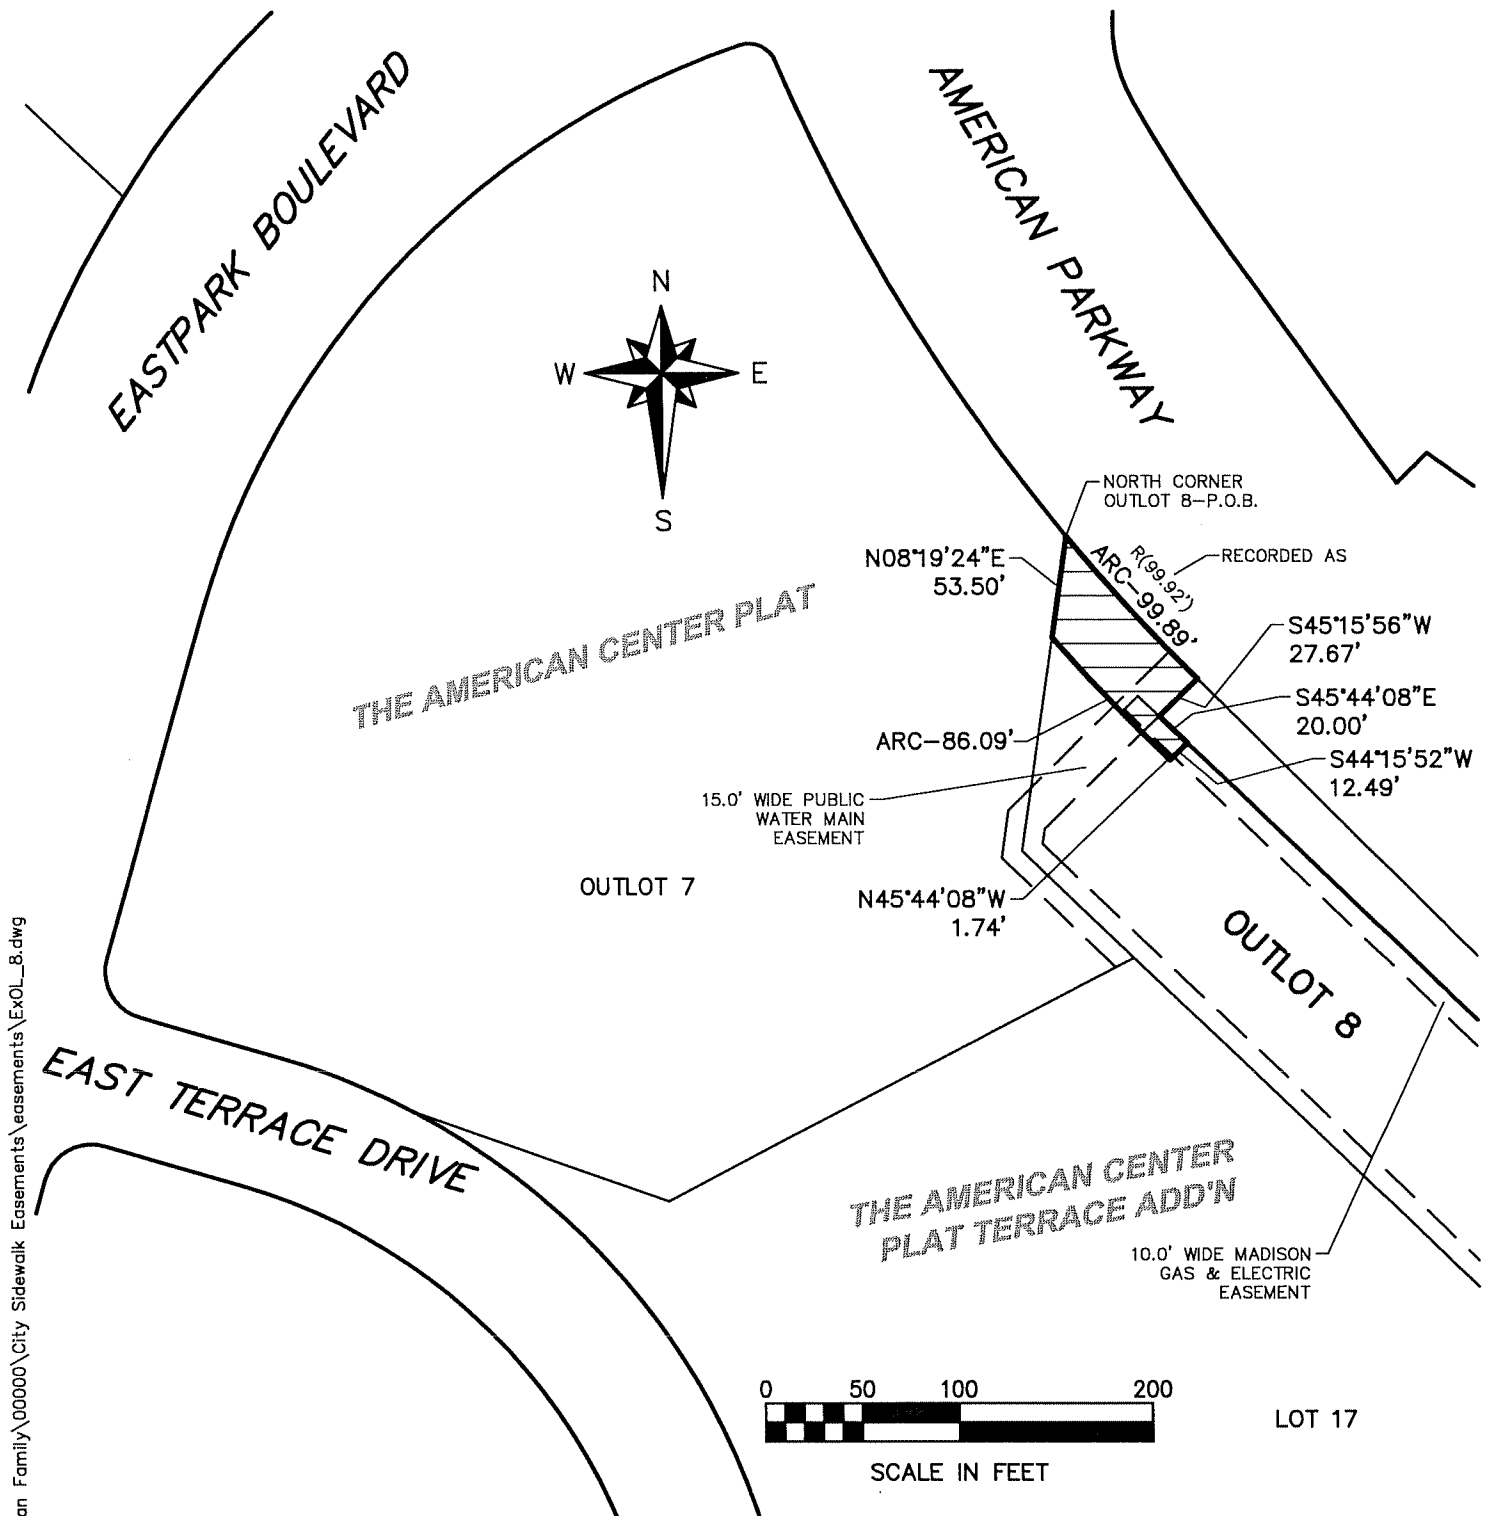 EASTPARK BOULEVARD
AMERICAN PARKWAY
N
W
E
S
NORTH CORNER
OUTLOT 8–P.O.B.
N08°19'24"E
53.50'
ARC–99.89'
R(99.92')
RECORDED AS
S45°15'56"W
27.67'
S45°44'08"E
20.00'
S44°15'52"W
12.49'
THE AMERICAN CENTER PLAT
ARC–86.09'
15.0' WIDE PUBLIC
WATER MAIN
EASEMENT
OUTLOT 7
N45°44'08"W
1.74'
OUTLOT 8
EAST TERRACE DRIVE
THE AMERICAN CENTER
PLAT TERRACE ADD'N
10.0' WIDE MADISON
GAS & ELECTRIC
EASEMENT
0 50 100 200
SCALE IN FEET
LOT 17
an Family\00000\City Sidewalk Easements\easements\ExOL_8.dwg